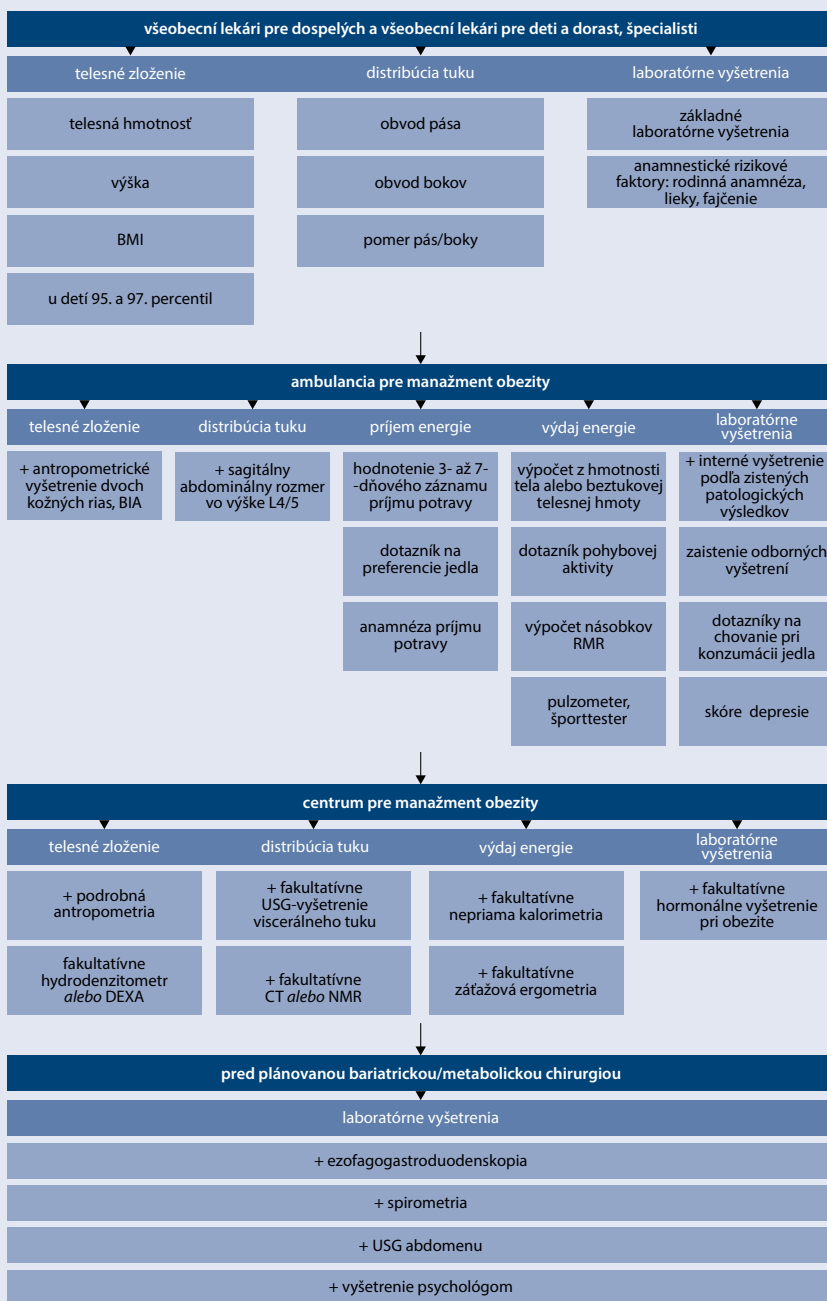 všeobecní lekári pre dospelých a všeobecní lekári pre deti a dorast, špecialisti
telesné zloženie
distribúcia tuku
laboratórne vyšetrenia
telesná hmotnosť
obvod pása
základné
laboratórne vyšetrenia
výška
obvod bokov
anamnestické rizikové
faktory: rodinná anamnéza,
lieky, fajčenie
BMI
pomer pás/boky
u detí 95. a 97. percentil
ambulancia pre manažment obezity
telesné zloženie
distribúcia tuku
príjem energie
výdaj energie
laboratórne
vyšetrenia
+ antropometrické
vyšetrenie dvoch
kožných rias, BIA
+ sagitálny
abdominálny rozmer
vo výške L4/5
hodnotenie 3- až 7-
-dňového záznamu
príjmu potravy
výpočet z hmotnosti
tela alebo beztukovej
telesnej hmoty
+ interné vyšetrenie
podľa zistených
patologických
výsledkov
dotazník na
preferencie jedla
dotazník pohybovej
aktivity
zaistenie odborných
vyšetrení
anamnéza príjmu
potravy
výpočet násobkov
RMR
dotazníky na
chovanie pri
konzumácii jedla
pulzometer,
športtester
skóre depresie
centrum pre manažment obezity
telesné zloženie
distribúcia tuku
výdaj energie
laboratórne
vyšetrenia
+ podrobná
antropometria
+ fakultatívne
USG-vyšetrenie
viscerálneho tuku
+ fakultatívne
nepriama kalorimetria
+ fakultatívne
hormonálne vyšetrenie
pri obezite
fakultatívne
hydrodenzitometr
alebo DEXA
+ fakultatívne
CT alebo NMR
+ fakultatívne
záťažová ergometria
pred plánovanou bariatrickou/metabolickou chirurgiou
laboratórne vyšetrenia
+ ezofagogastroduodenskopia
+ spirometria
+ USG abdomenu
+ vyšetrenie psychológom